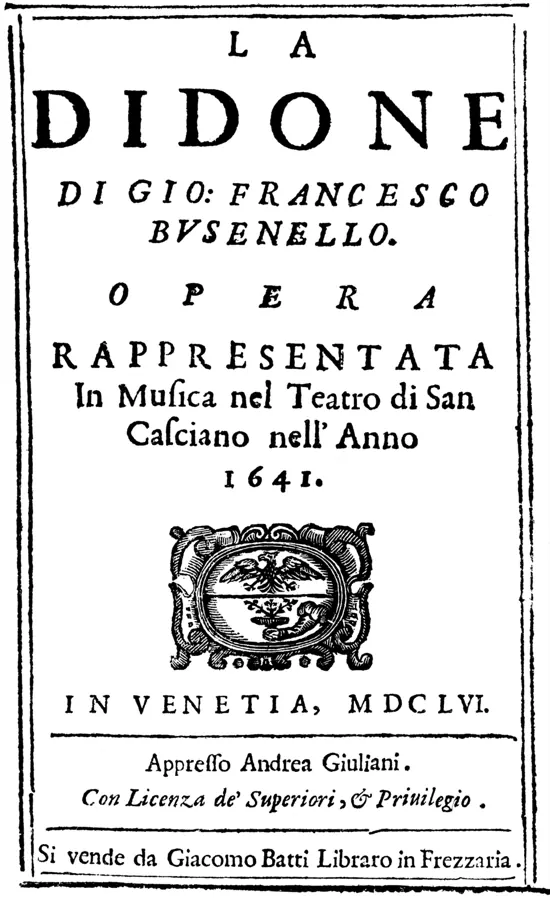 LA
DIDONE
DI GIO: FRANCESCO
BVSENELLO.
OPERA
RAPPRESENTATA
In Muſica nel Teatro di San
Caſciano nell' Anno
1641.
IN VENETIA, MDCLVI.
Appreſſo Andrea Giuliani.
Con Licenza de' Superiori, & Priuilegio.
Si vende da Giacomo Batti Libraro in Frezzaria.